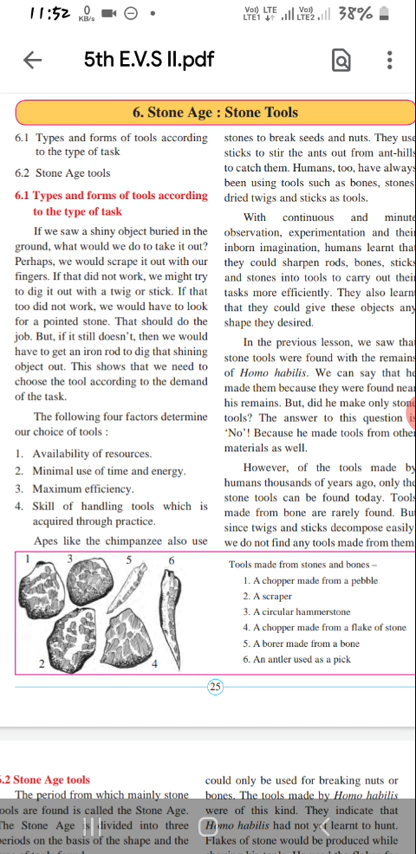 11:52 0 KB/s Vo) LTE LTE1 ↓↑ Vo) LTE2 38%
5th E.V.S II.pdf
6. Stone Age : Stone Tools
6.1 Types and forms of tools according
to the type of task
6.2 Stone Age tools
6.1 Types and forms of tools according
to the type of task
If we saw a shiny object buried in the
ground, what would we do to take it out?
Perhaps, we would scrape it out with our
fingers. If that did not work, we might try
to dig it out with a twig or stick. If that
too did not work, we would have to look
for a pointed stone. That should do the
job. But, if it still doesn't, then we would
have to get an iron rod to dig that shining
object out. This shows that we need to
choose the tool according to the demand
of the task.
The following four factors determine
our choice of tools :
1. Availability of resources.
2. Minimal use of time and energy.
3. Maximum efficiency.
4. Skill of handling tools which is
acquired through practice.
Apes like the chimpanzee also use
stones to break seeds and nuts. They use
sticks to stir the ants out from ant-hills
to catch them. Humans, too, have always
been using tools such as bones, stones
dried twigs and sticks as tools.
With continuous and minute
observation, experimentation and their
inborn imagination, humans learnt that
they could sharpen rods, bones, sticks
and stones into tools to carry out their
tasks more efficiently. They also learn
that they could give these objects any
shape they desired.
In the previous lesson, we saw that
stone tools were found with the remains
of Homo habilis. We can say that he
made them because they were found near
his remains. But, did he make only stone
tools? The answer to this question is
'No'! Because he made tools from other
materials as well.
However, of the tools made by
humans thousands of years ago, only the
stone tools can be found today. Tools
made from bone are rarely found. But
since twigs and sticks decompose easily
we do not find any tools made from them
1 3 5 6
2 4
Tools made from stones and bones –
1. A chopper made from a pebble
2. A scraper
3. A circular hammerstone
4. A chopper made from a flake of stone
5. A borer made from a bone
6. An antler used as a pick
25
6.2 Stone Age tools
The period from which mainly stone
tools are found is called the Stone Age.
The Stone Age is divided into three
periods on the basis of the shape and the
could only be used for breaking nuts or
bones. The tools made by Homo habilis
were of this kind. They indicate that
Homo habilis had not yet learnt to hunt.
Flakes of stone would be produced while